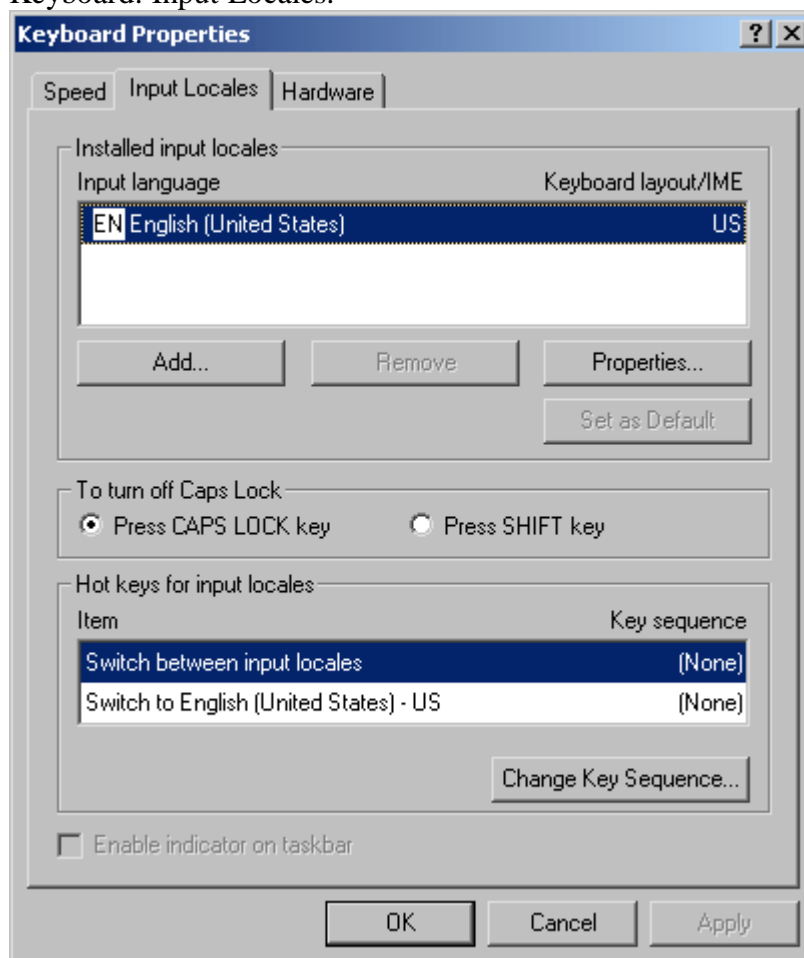 Keyboard: Input Locales.
Keyboard Properties
Speed Input Locales Hardware
Installed input locales
Input language Keyboard layout/IME
EN English (United States) US
Add... Remove Properties...
Set as Default
To turn off Caps Lock
Press CAPS LOCK key Press SHIFT key
Hot keys for input locales
Item Key sequence
Switch between input locales (None)
Switch to English (United States) - US (None)
Change Key Sequence...
Enable indicator on taskbar
OK Cancel Apply